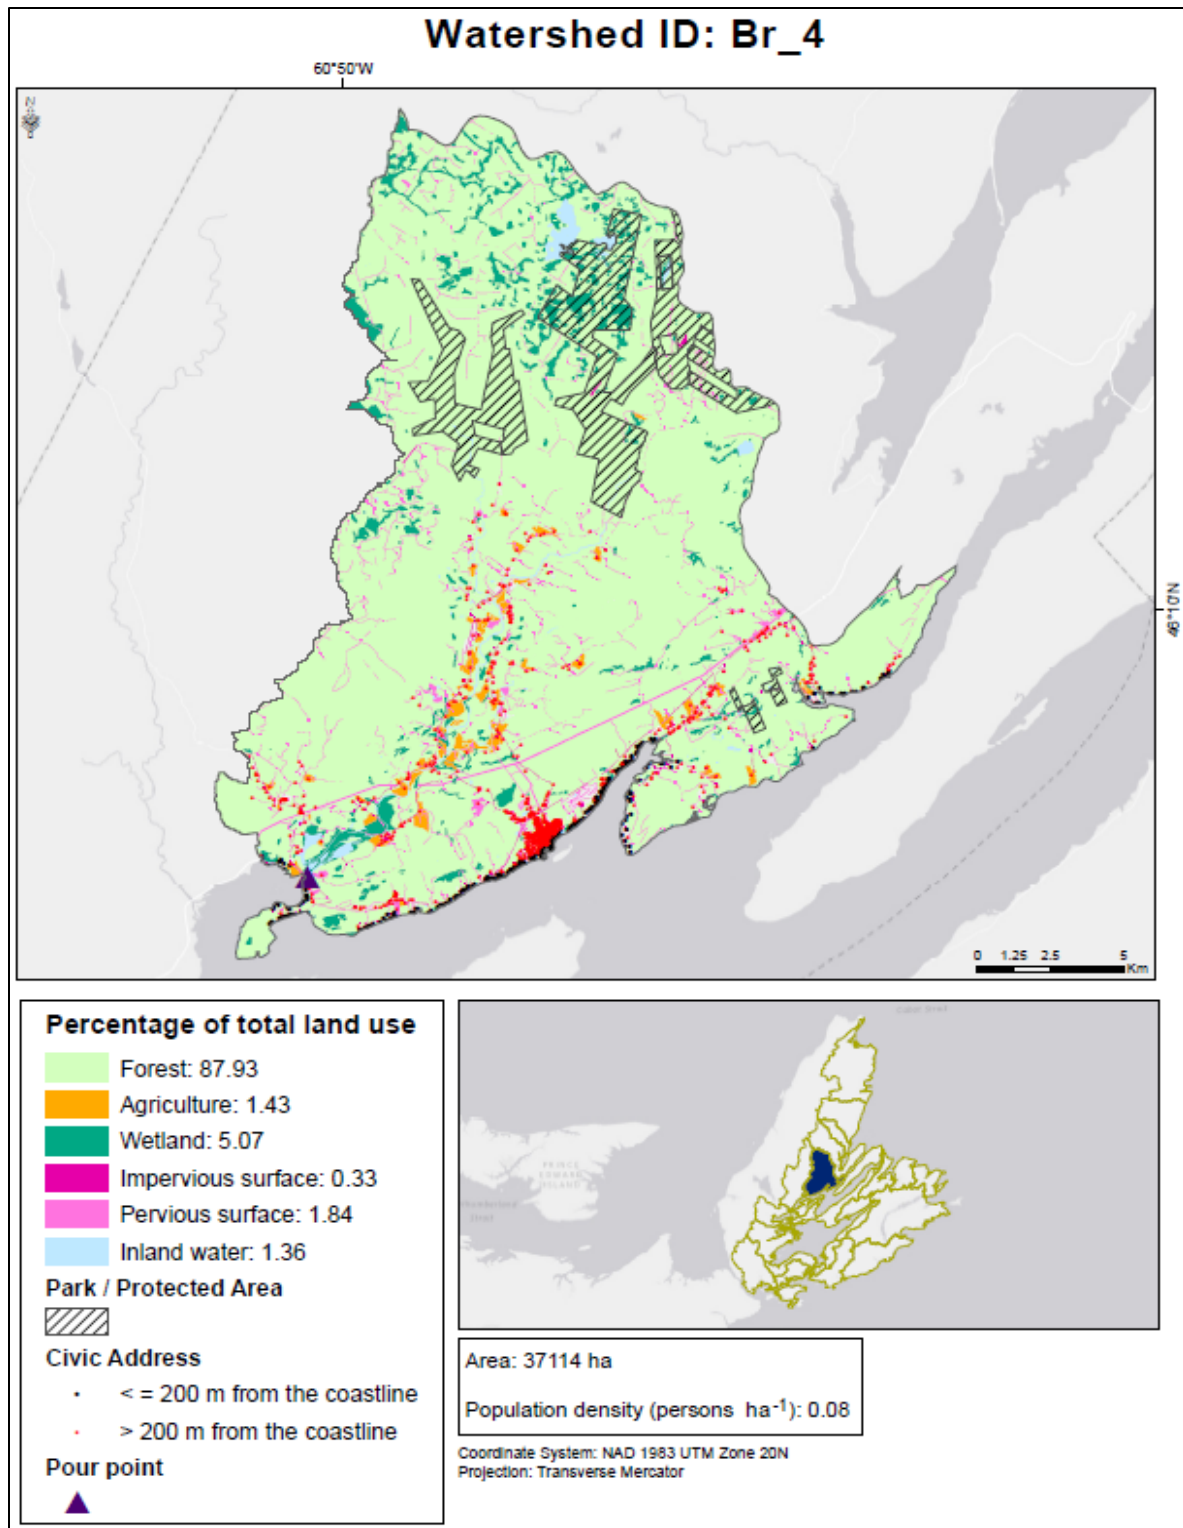 Watershed ID: Br_4
60°50'W
N
46°10'N
0 1.25 2.5 5
Km
Percentage of total land use
Forest: 87.93
Agriculture: 1.43
Wetland: 5.07
Impervious surface: 0.33
Pervious surface: 1.84
Inland water: 1.36
Park / Protected Area
Civic Address
< = 200 m from the coastline
> 200 m from the coastline
Pour point
PRINCE
EDWARD
ISLAND
Area: 37114 ha
Population density (persons ha-1): 0.08
Coordinate System: NAD 1983 UTM Zone 20N
Projection: Transverse Mercator